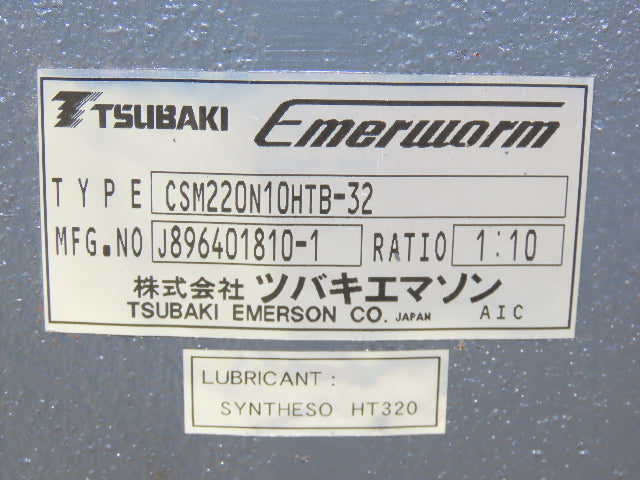 TSUBAKI Emerworm
TYPE CSM220N10HTB-32
MFG.NO J896401810-1 RATIO 1:10
株式会社 ツバキエマソン
TSUBAKI EMERSON CO. JAPAN AIC
LUBRICANT :
SYNTHESO HT320